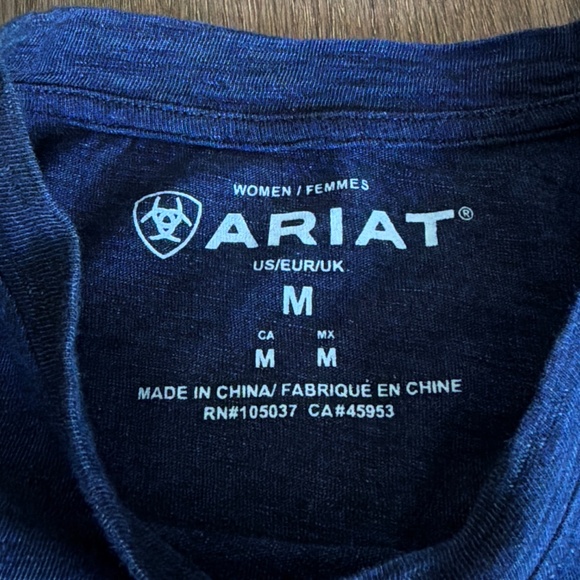 WOMEN / FEMMES
ARIAT®
US/EUR/UK
M
CA MX
M M
MADE IN CHINA/ FABRIQUÉ EN CHINE
RN#105037 CA#45953